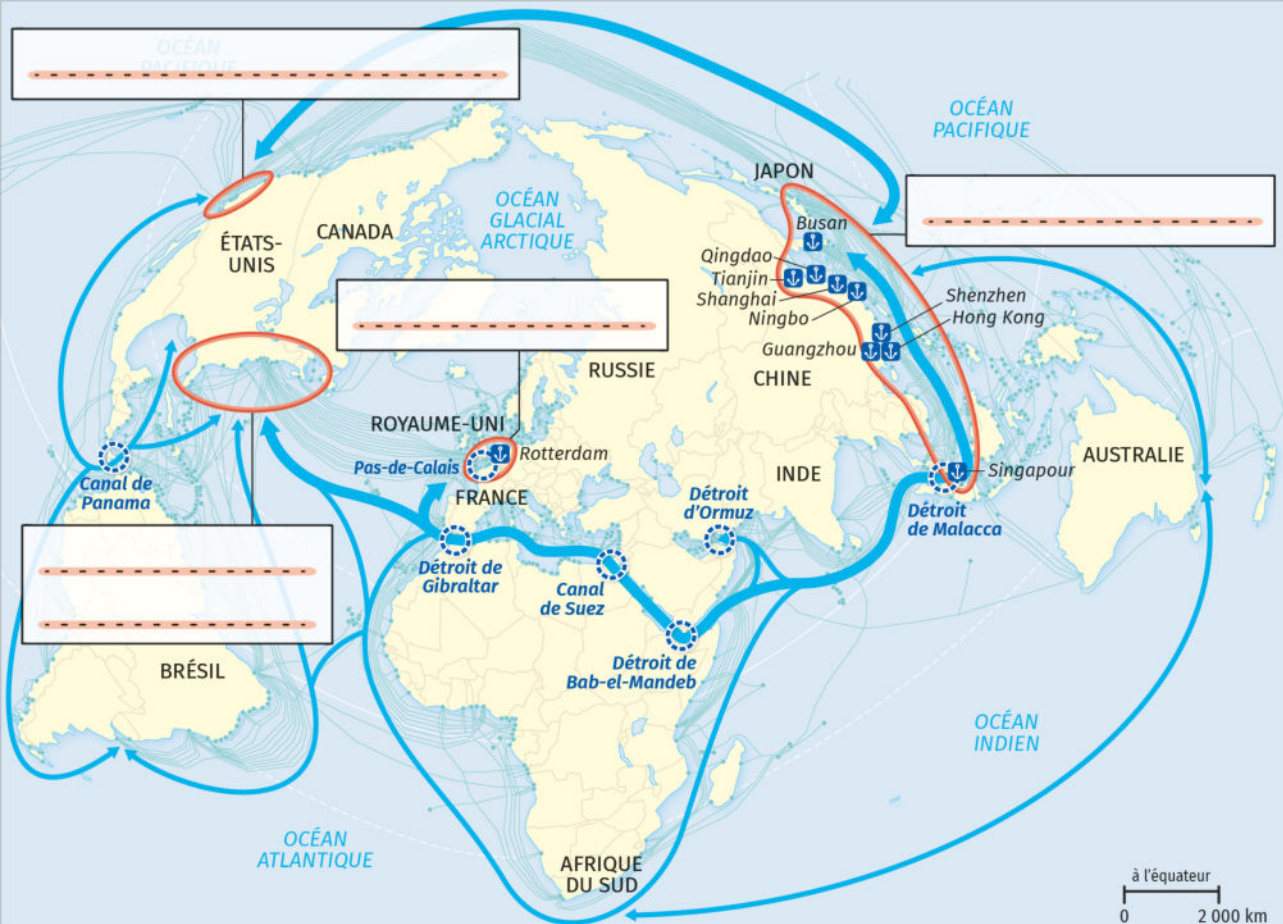 OCÉAN
PACIFIQUE
OCÉAN
PACIFIQUE
JAPON
OCÉAN
GLACIAL
ARCTIQUE
CANADA
ÉTATS-
UNIS
Busan
Qingdao
Tianjin
Shanghai
Ningbo
Shenzhen
Hong Kong
Guangzhou
CHINE
RUSSIE
ROYAUME-UNI
Rotterdam
Pas-de-Calais
FRANCE
INDE
Singapour
AUSTRALIE
Canal de
Panama
Détroit
d'Ormuz
Détroit
de Malacca
Détroit de
Gibraltar
Canal
de Suez
Détroit de
Bab-el-Mandeb
BRÉSIL
OCÉAN
INDIEN
OCÉAN
ATLANTIQUE
AFRIQUE
DU SUD
à l'équateur
0 2 000 km